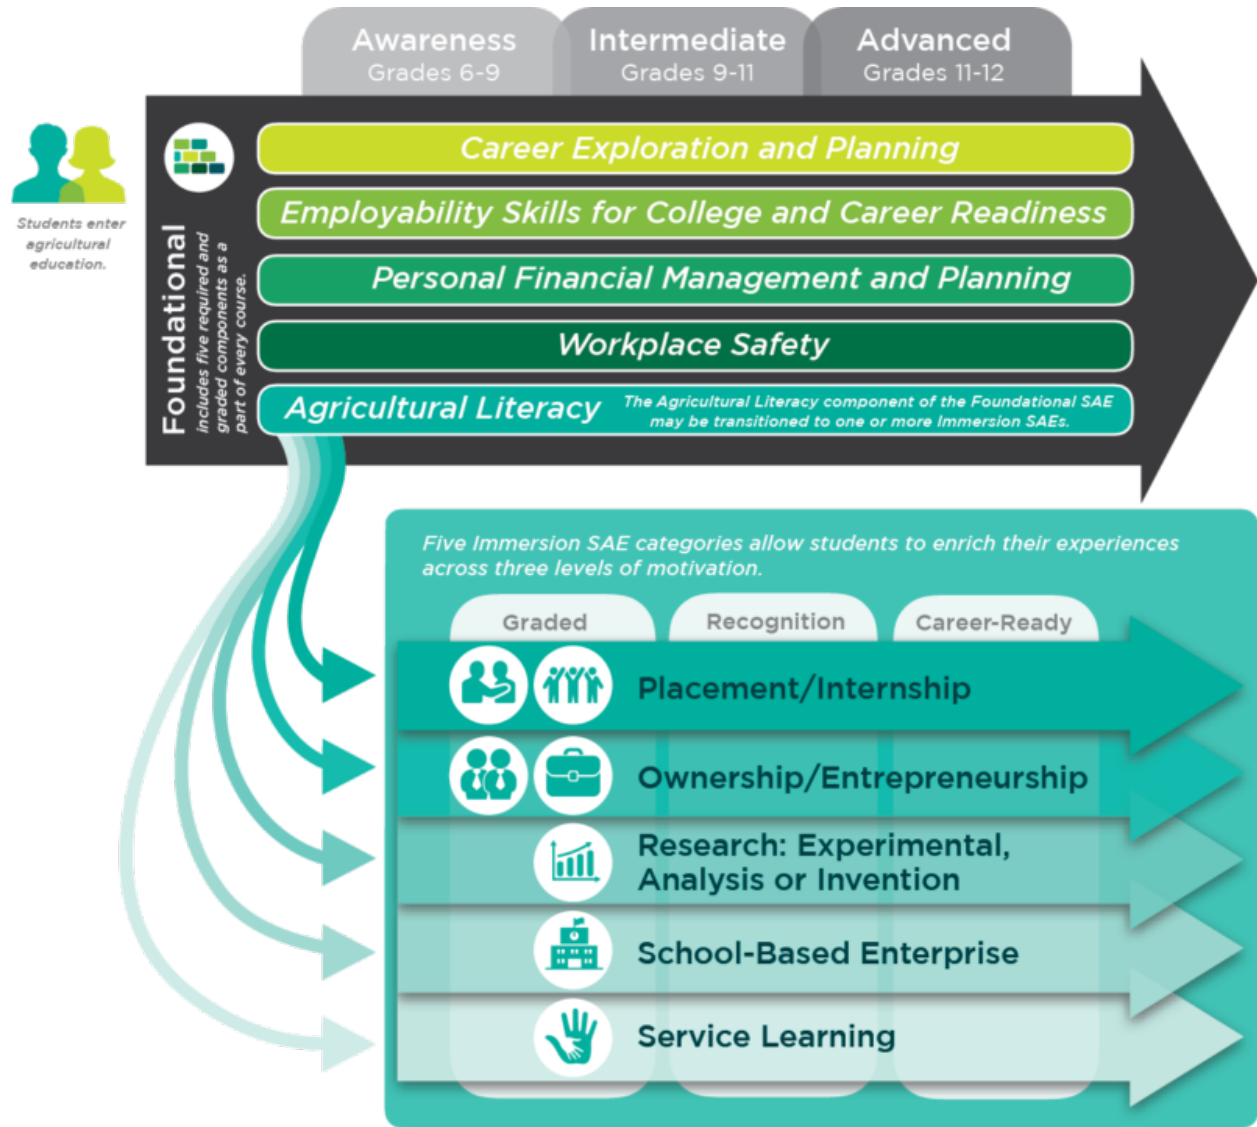 Awareness
Grades 6-9
Intermediate
Grades 9-11
Advanced
Grades 11-12
Students enter
agricultural
education.
Foundational
includes five required and
graded components as a
part of every course.
Career Exploration and Planning
Employability Skills for College and Career Readiness
Personal Financial Management and Planning
Workplace Safety
Agricultural Literacy
The Agricultural Literacy component of the Foundational SAE
may be transitioned to one or more Immersion SAEs.
Five Immersion SAE categories allow students to enrich their experiences
across three levels of motivation.
Graded
Recognition
Career-Ready
Placement/Internship
Ownership/Entrepreneurship
Research: Experimental,
Analysis or Invention
School-Based Enterprise
Service Learning